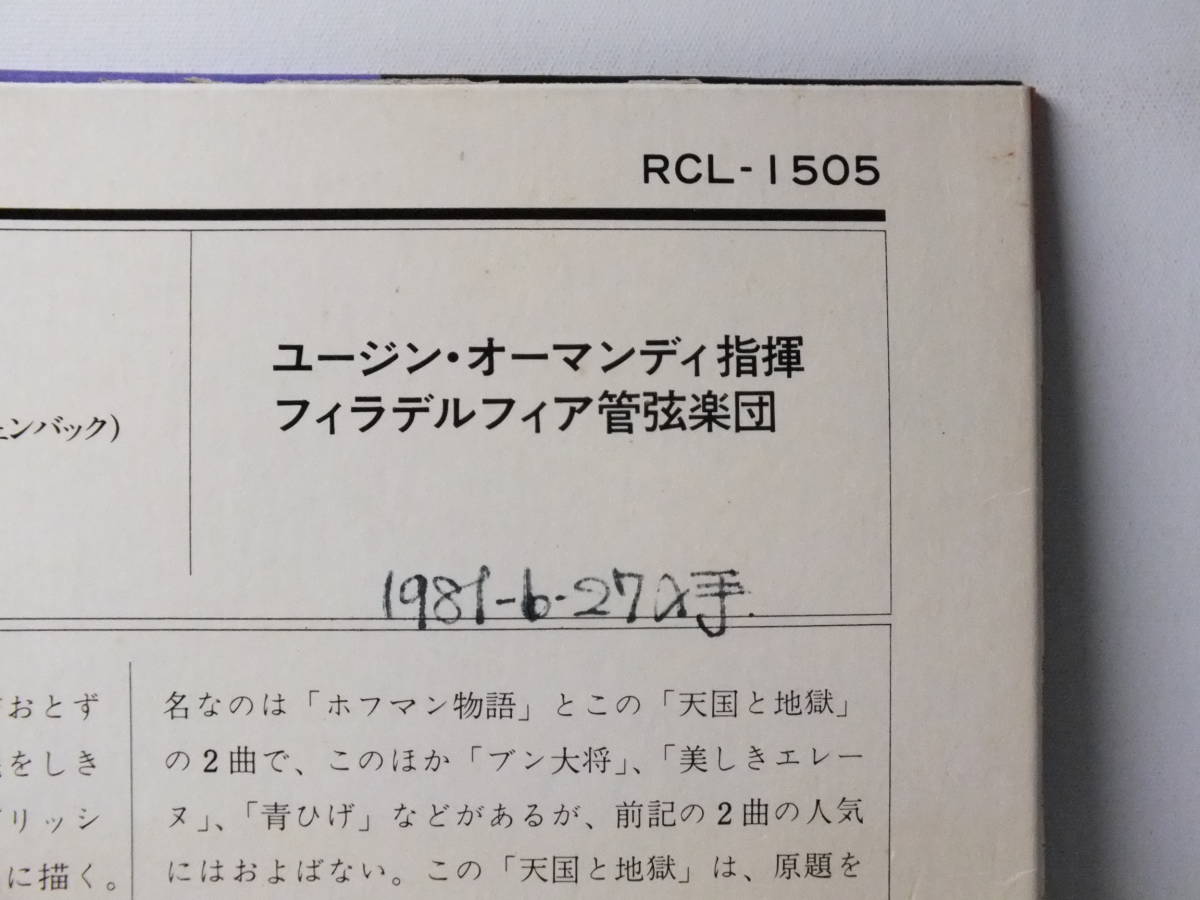 RCL-1505
ェンバック)
ユージン・オーマンディ指揮
フィラデルフィア管弦楽団
1981-6-27入手.
おとず
をしき
リッシ
に描く。
名なのは「ホフマン物語」とこの「天国と地獄」
の2曲で、このほか「ブン大将」、「美しきエレー
ヌ」、「青ひげ」などがあるが、前記の2曲の人気
にはおよばない。この「天国と地獄」は、原題を